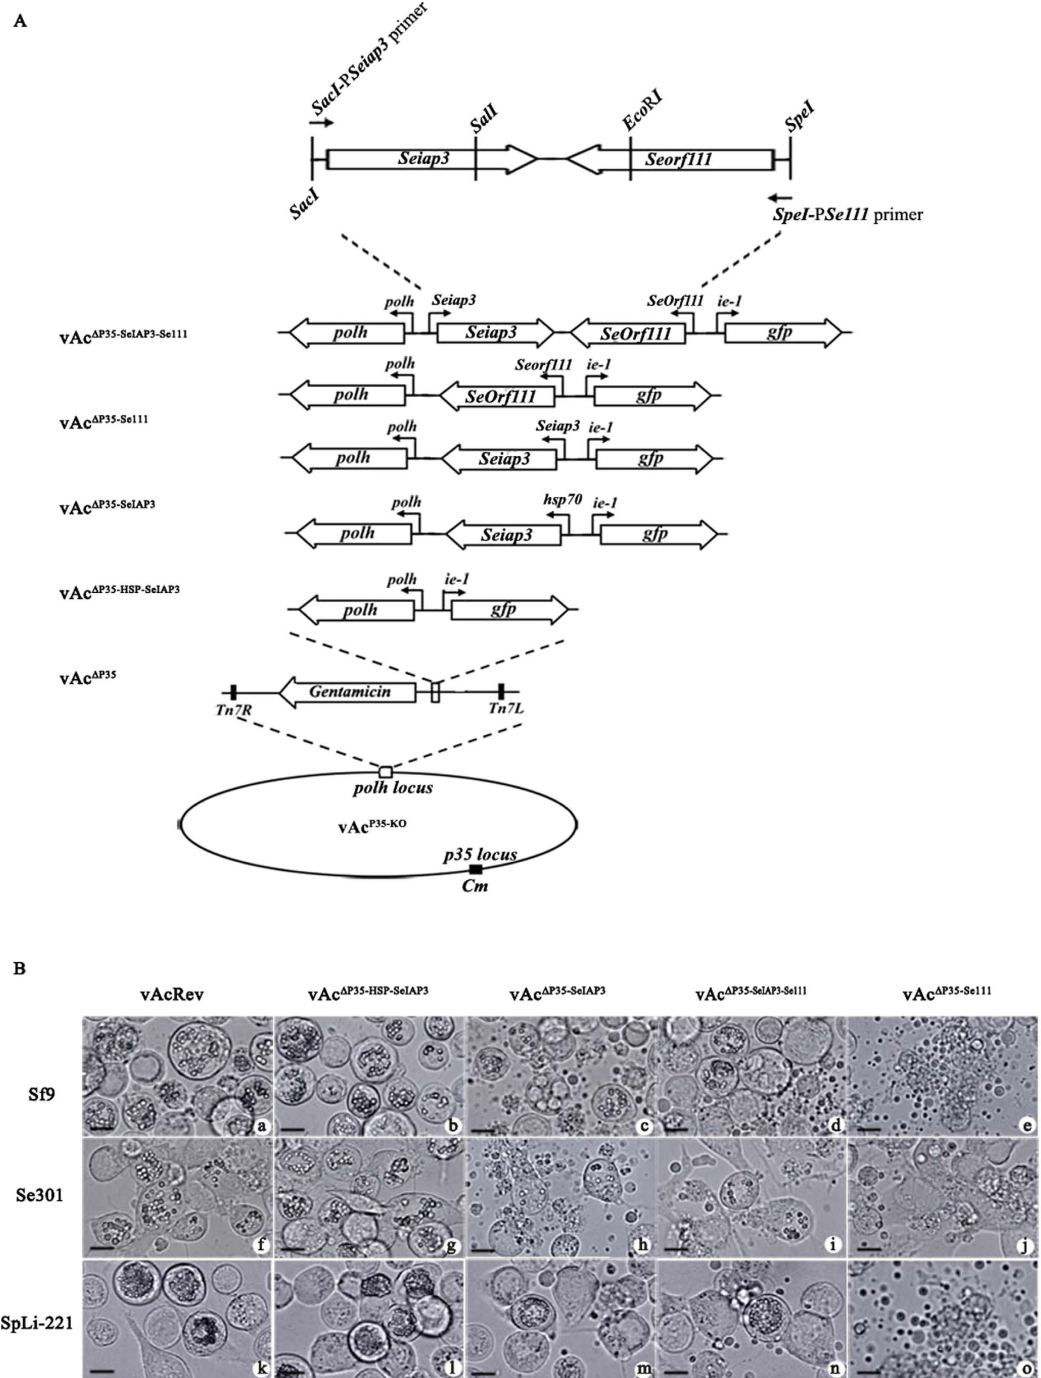 A
SacI-PSeiap3 primer
SalI
EcoRI
SpeI
Seiap3
Seorf111
SacI
SpeI-PSe111 primer
polh
Seiap3
SeOrf111
ie-1
vAcΔP35-SeIAP3-Se111
polh
Seiap3
SeOrf111
gfp
polh
Seorf111
ie-1
polh
SeOrf111
gfp
vAcΔP35-Se111
polh
Seiap3
ie-1
polh
Seiap3
gfp
vAcΔP35-SeIAP3
polh
hsp70
ie-1
polh
Seiap3
gfp
vAcΔP35-HSP-SeIAP3
polh
ie-1
polh
gfp
vAcΔP35
Gentamicin
Tn7R
Tn7L
polh locus
vAcP35-KO
p35 locus
Cm
B
vAcRev
vAcΔP35-HSP-SeIAP3
vAcΔP35-SeIAP3
vAcΔP35-SeIAP3-Se111
vAcΔP35-Se111
Sf9
a
b
c
d
e
Se301
f
g
h
i
j
SpLi-221
k
l
m
n
o